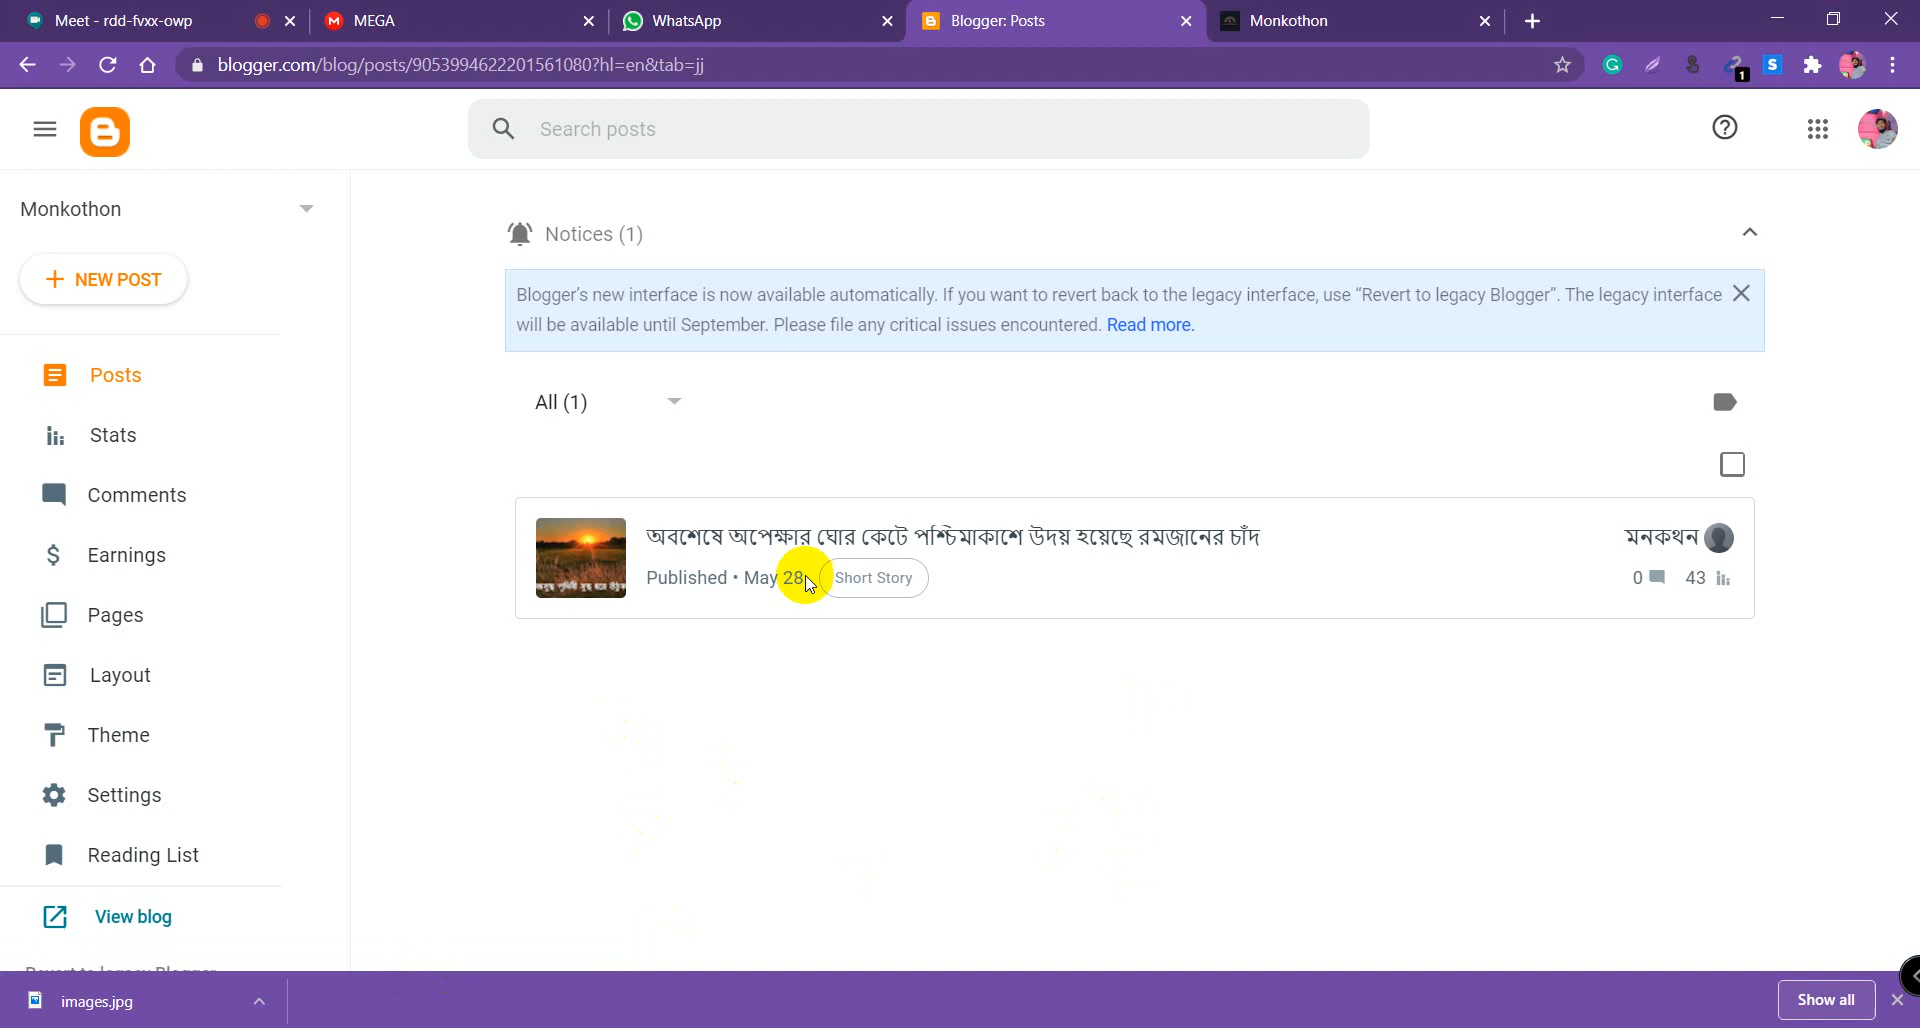 Meet - rdd-fvxx-owp
MEGA
WhatsApp
Blogger: Posts
Monkothon
blogger.com/blog/posts/9053994622201561080?hl=en&tab=jj
1
Search posts
Monkothon
NEW POST
Posts
Stats
Comments
Earnings
Pages
Layout
Theme
Settings
Reading List
View blog
Revert to legacy Blogger
Notices (1)
Blogger's new interface is now available automatically. If you want to revert back to the legacy interface, use “Revert to legacy Blogger”. The legacy interface
will be available until September. Please file any critical issues encountered. Read more.
All (1)
অবশেষে অপেক্ষার ঘোর কেটে পশ্চিমাকাশে উদয় হয়েছে রমজানের চাঁদ
মনকথন
Published • May 28
Short Story
0
43
images.jpg
Show all